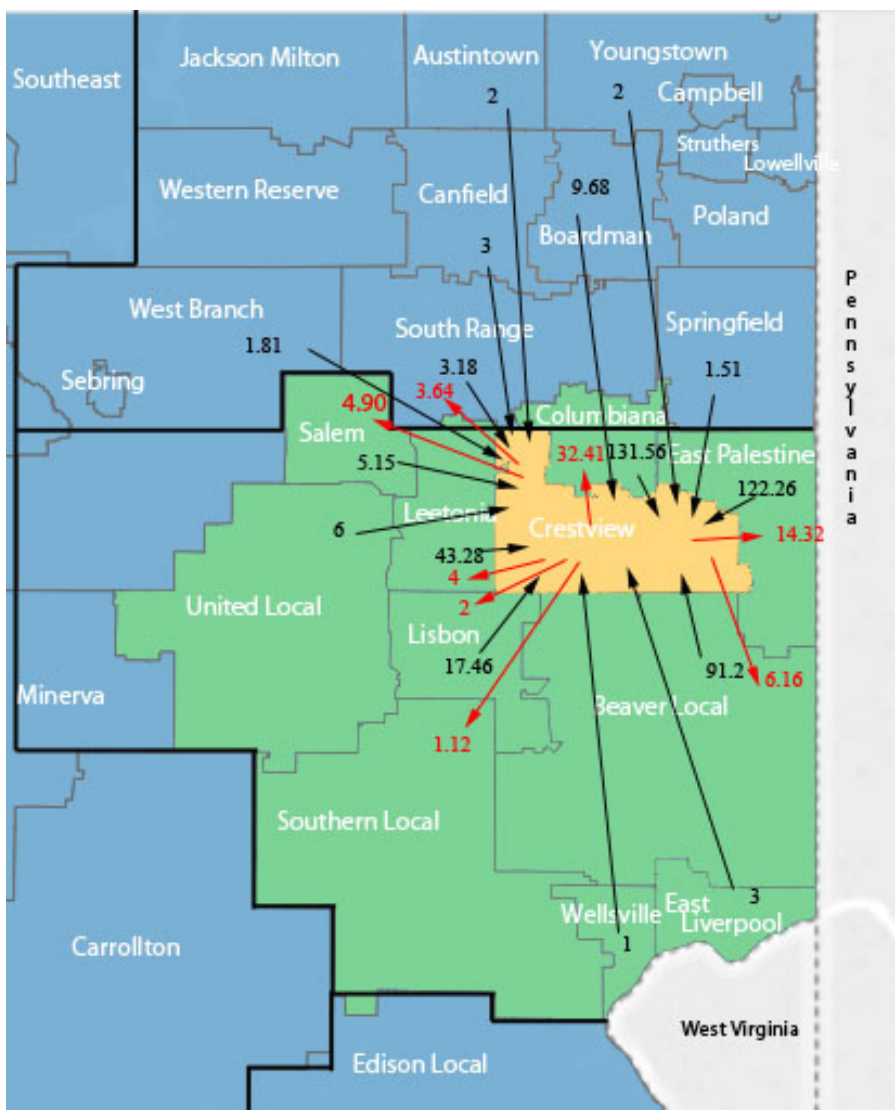 Jackson Milton
Austintown
Youngstown
Southeast
2
2
Campbell
Struthers
Lowellville
Western Reserve
Canfield
9.68
Boardman
Poland
3
P
e
n
n
s
y
l
v
a
n
i
a
West Branch
South Range
Springfield
1.81
3.18
1.51
Sebring
3.64
4.90
Columbiana
Salem
32.41
131.56
East Palestine
5.15
122.26
Leetonia
Crestview
6
14.32
43.28
4
2
United Local
Lisbon
17.46
91.2
6.16
Minerva
Beaver Local
1.12
Southern Local
3
East
Liverpool
Wellsville
1
Carrollton
West Virginia
Edison Local